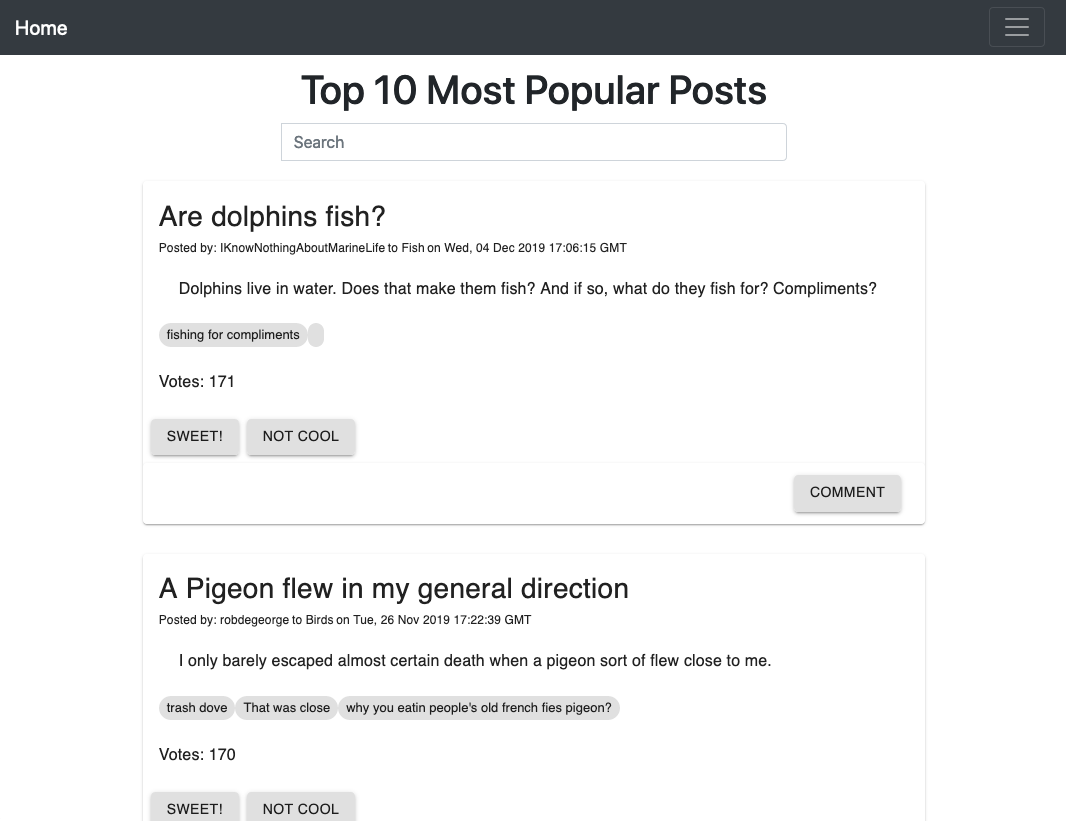 Home
Top 10 Most Popular Posts
Search
Are dolphins fish?
Posted by: IKnowNothingAboutMarineLife to Fish on Wed, 04 Dec 2019 17:06:15 GMT
Dolphins live in water. Does that make them fish? And if so, what do they fish for? Compliments?
fishing for compliments
Votes: 171
SWEET! NOT COOL
COMMENT
A Pigeon flew in my general direction
Posted by: robdegeorge to Birds on Tue, 26 Nov 2019 17:22:39 GMT
I only barely escaped almost certain death when a pigeon sort of flew close to me.
trash dove That was close why you eatin people's old french fies pigeon?
Votes: 170
SWEET! NOT COOL